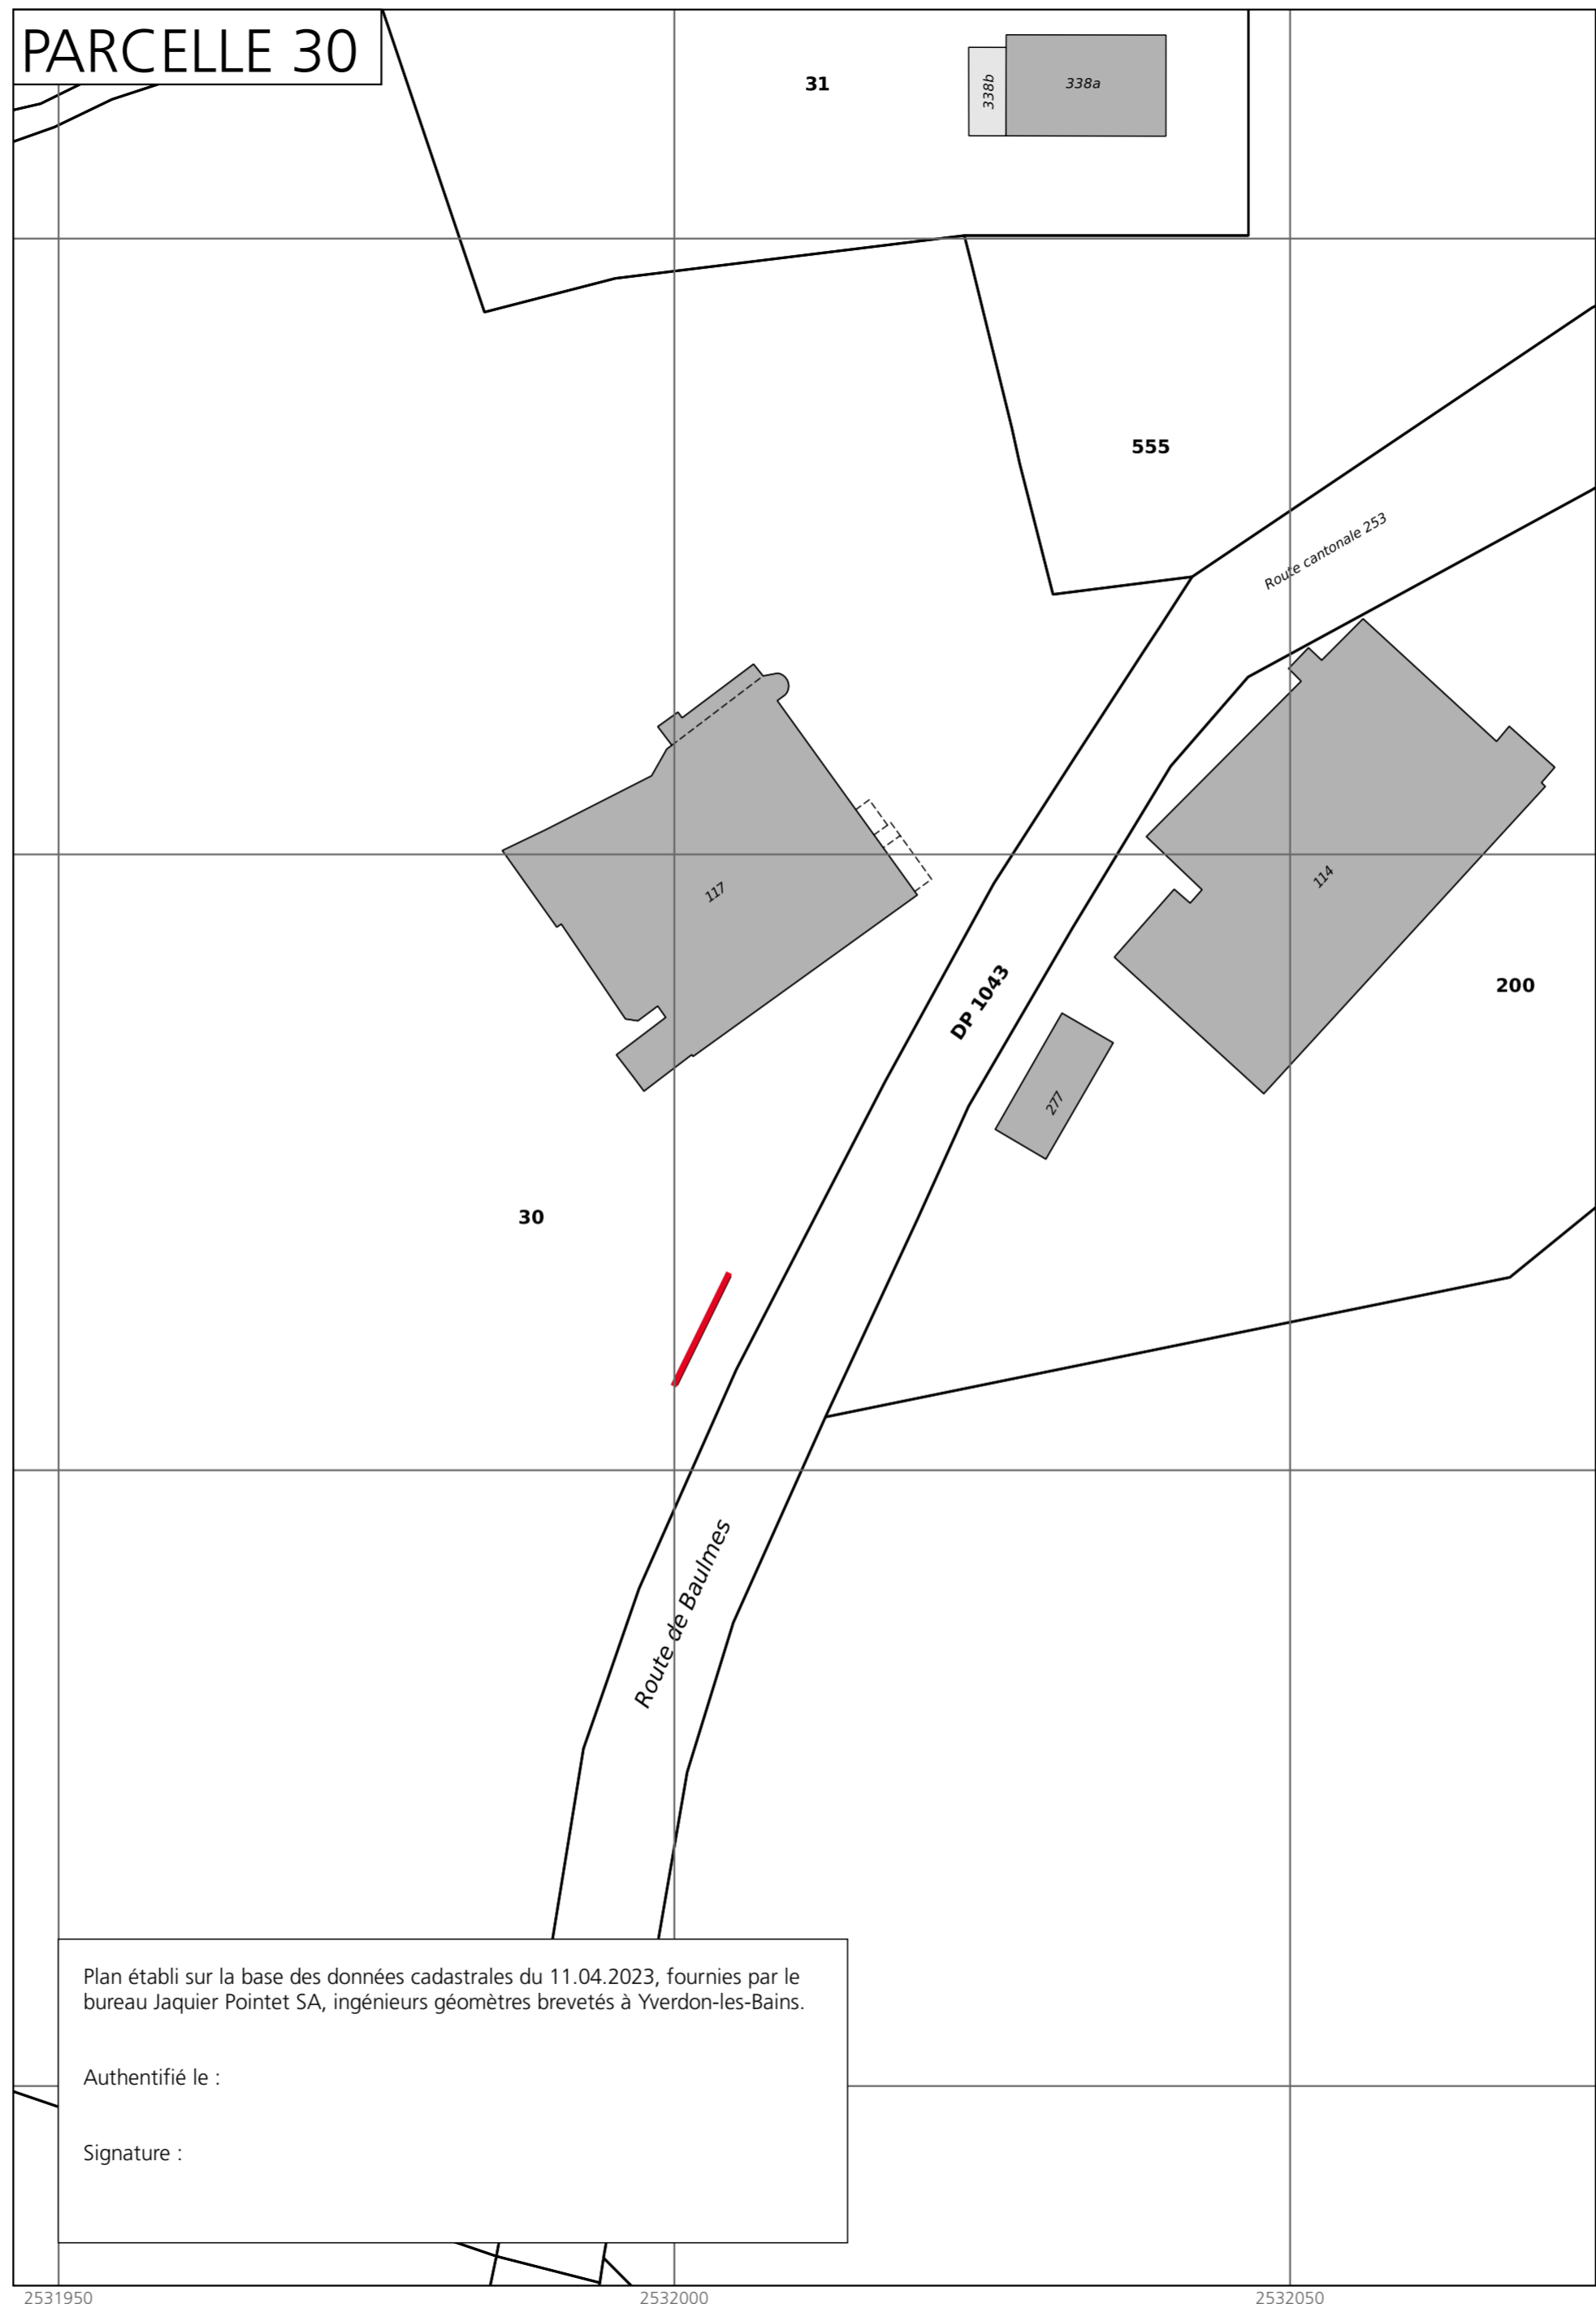 PARCELLE 30
31
338b
338a
555
Route cantonale 253
117
114
200
DP 1043
277
30
Route de Baulmes
Plan établi sur la base des données cadastrales du 11.04.2023, fournies par le
bureau Jaquier Pointet SA, ingénieurs géomètres brevetés à Yverdon-les-Bains.
Authentifié le :
Signature :
2531950
2532000
2532050